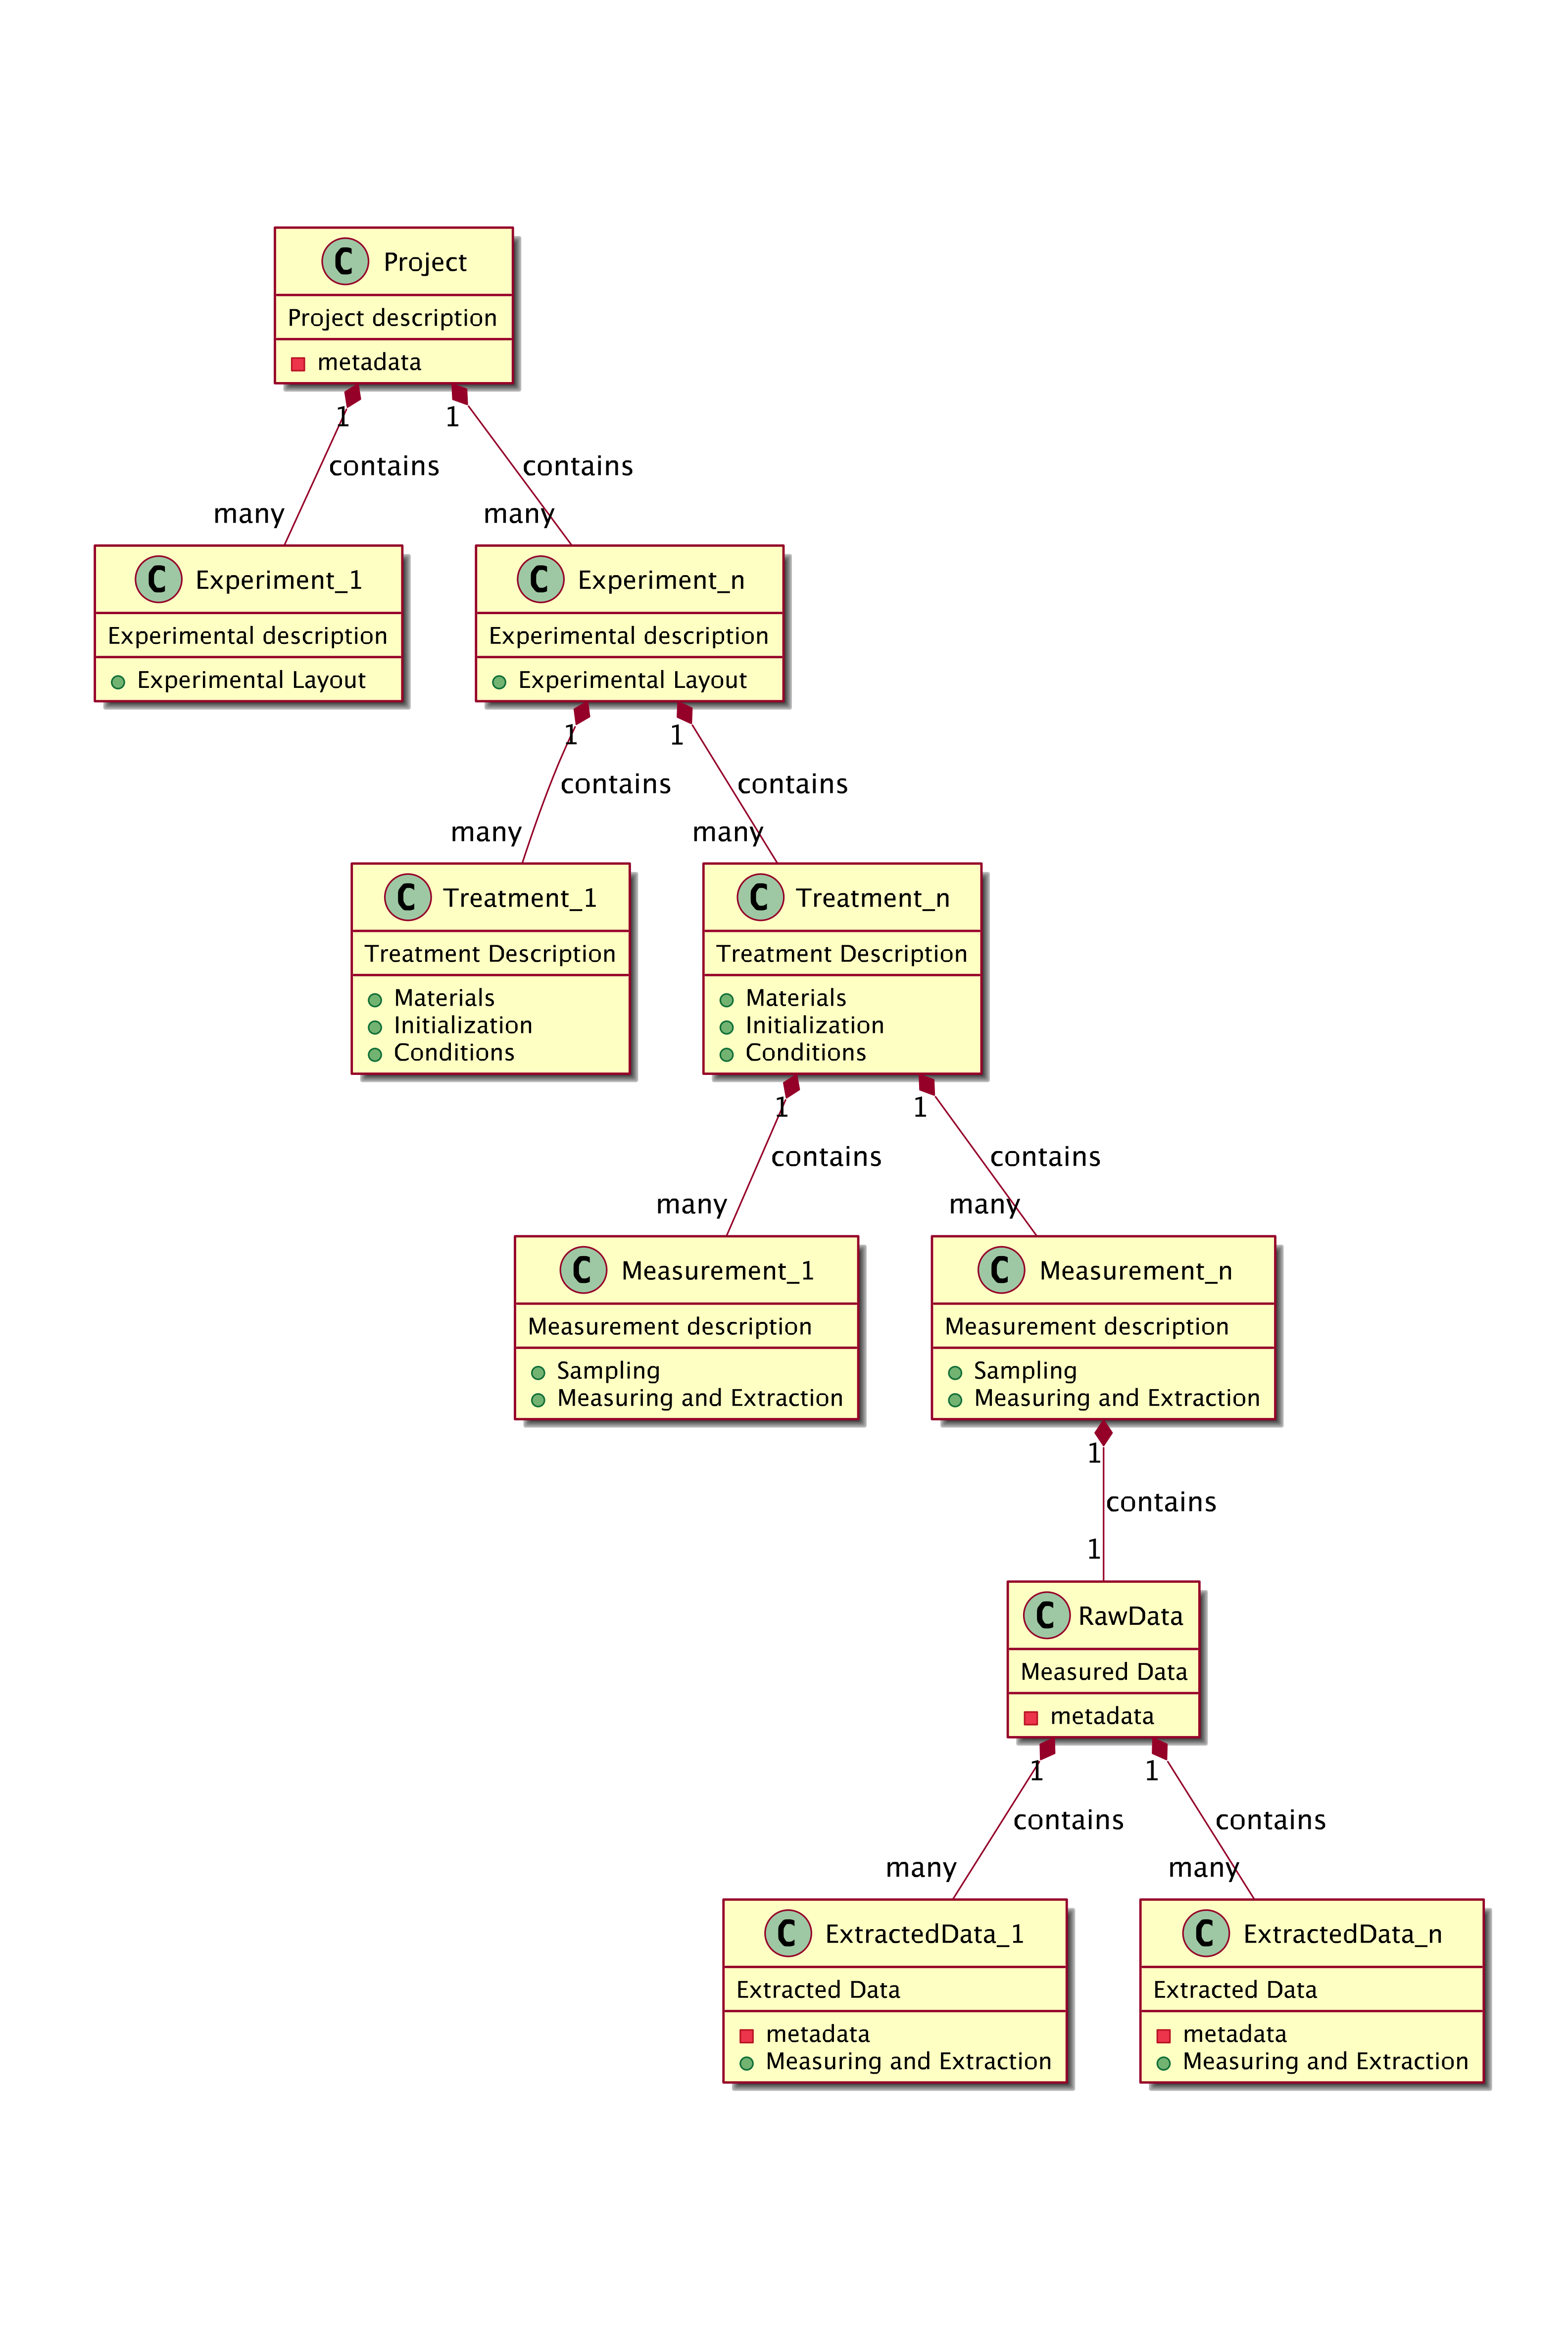 C Project
Project description
metadata
1 1
contains contains
many many
C Experiment_1 C Experiment_n
Experimental description Experimental description
Experimental Layout Experimental Layout
1 1
contains contains
many many
C Treatment_1 C Treatment_n
Treatment Description Treatment Description
Materials Materials
Initialization Initialization
Conditions Conditions
1 1
contains contains
many many
C Measurement_1 C Measurement_n
Measurement description Measurement description
Sampling Sampling
Measuring and Extraction Measuring and Extraction
1
contains
1
C RawData
Measured Data
metadata
1 1
contains contains
many many
C ExtractedData_1 C ExtractedData_n
Extracted Data Extracted Data
metadata metadata
Measuring and Extraction Measuring and Extraction